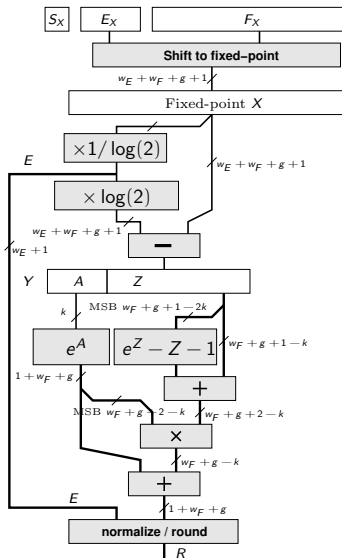 S_X E_X F_X
Shift to fixed–point
w_E + w_F + g + 1
Fixed-point X
×1/ log(2)
E
× log(2)
w_E + w_F + g + 1
w_E + w_F + g + 1
w_E + 1
−
Y A Z
MSB w_F + g + 1 − 2k
k
e^A
e^Z − Z − 1
w_F + g + 1 − k
1 + w_F + g
+
MSB w_F + g + 2 − k
w_F + g + 2 − k
×
w_F + g − k
+
E
1 + w_F + g
normalize / round
R